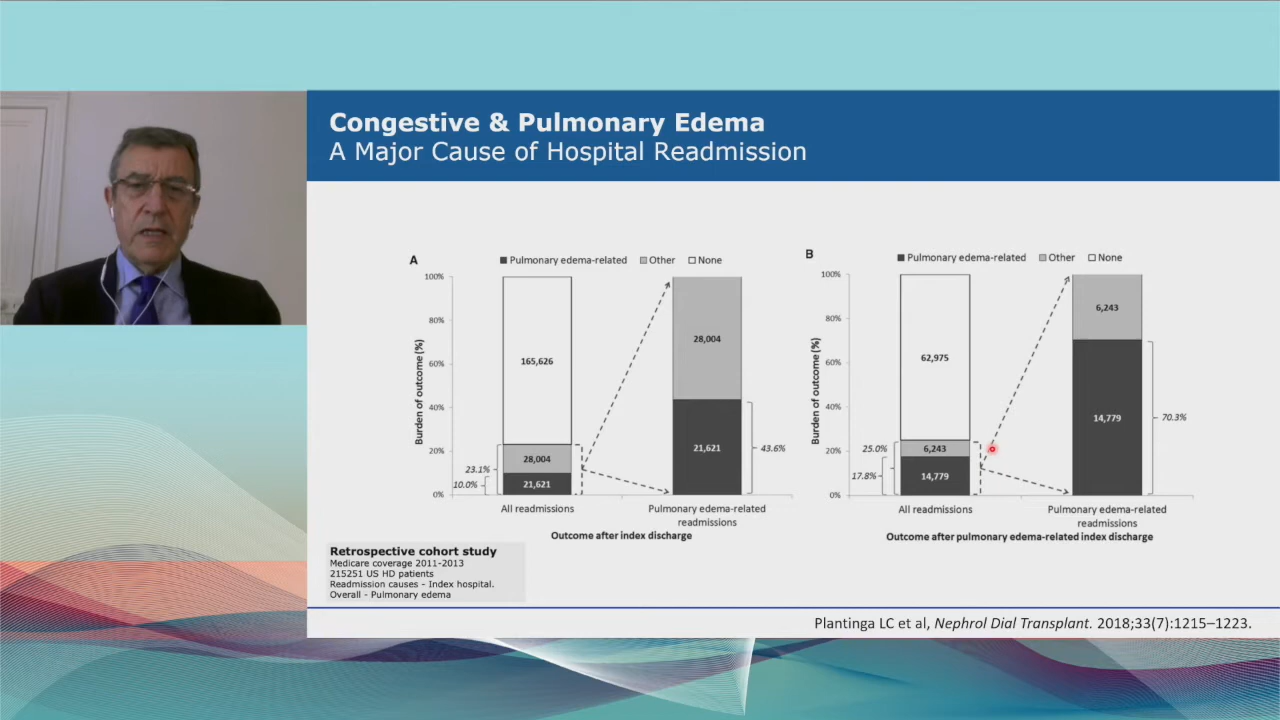 Congestive & Pulmonary Edema
A Major Cause of Hospital Readmission
A
Pulmonary edema-related Other None
Burden of outcome (%)
100%
80%
60%
40%
20%
0%
165,626
28,004
21,621
23.1%
10.0%
28,004
21,621
43.6%
All readmissions
Pulmonary edema-related
readmissions
Outcome after index discharge
B
Pulmonary edema-related Other None
Burden of outcome (%)
100%
80%
60%
40%
20%
0%
62,975
6,243
14,779
25.0%
17.8%
6,243
14,779
70.3%
All readmissions
Pulmonary edema-related
readmissions
Outcome after pulmonary edema-related index discharge
Retrospective cohort study
Medicare coverage 2011-2013
215251 US HD patients
Readmission causes - Index hospital.
Overall - Pulmonary edema
Plantinga LC et al, Nephrol Dial Transplant. 2018;33(7):1215–1223.